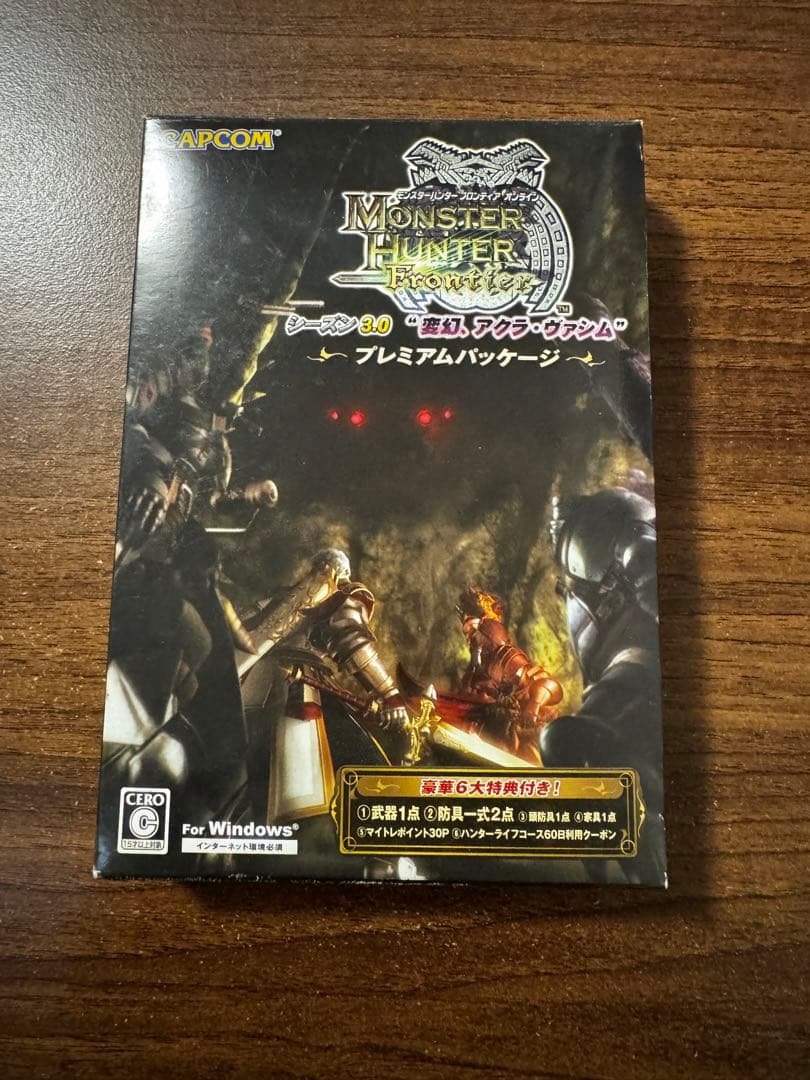 CAPCOM®
モンスターハンター フロンティア オンライン
MONSTER
HUNTER
Frontier
TM
シーズン3.0 “変幻、アクラ・ヴァシム”
プレミアムパッケージ
豪華6大特典付き!
①武器1点 ②防具一式2点 ③頭防具1点 ④家具1点
⑤マイトレポイント30P ⑥ハンターライフコース60日利用クーポン
CERO
C
15才以上対象
For Windows®
インターネット環境必須